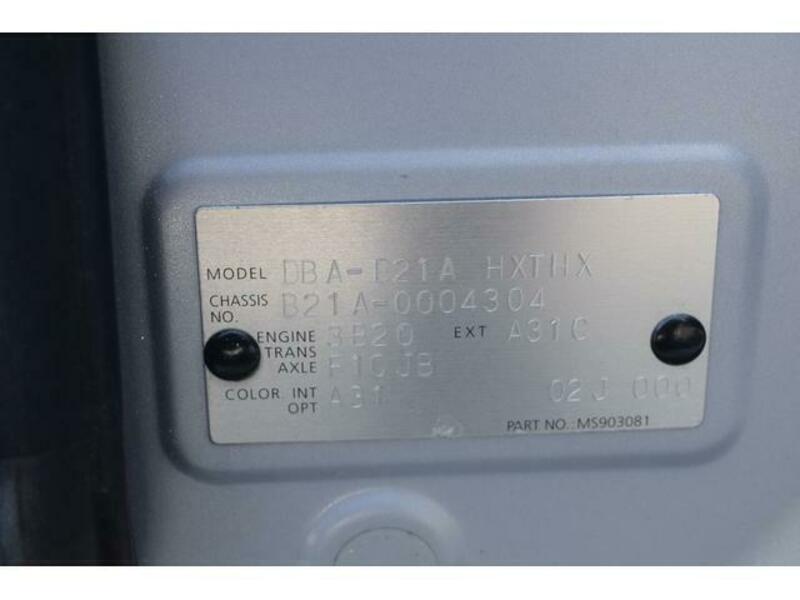 MODEL DBA-B21A HXTHX
CHASSIS NO. B21A-0004304
ENGINE 3B20 EXT A31C
TRANS AXLE F1CJB
COLOR. INT A31 02J 000
OPT
PART NO.: MS903081